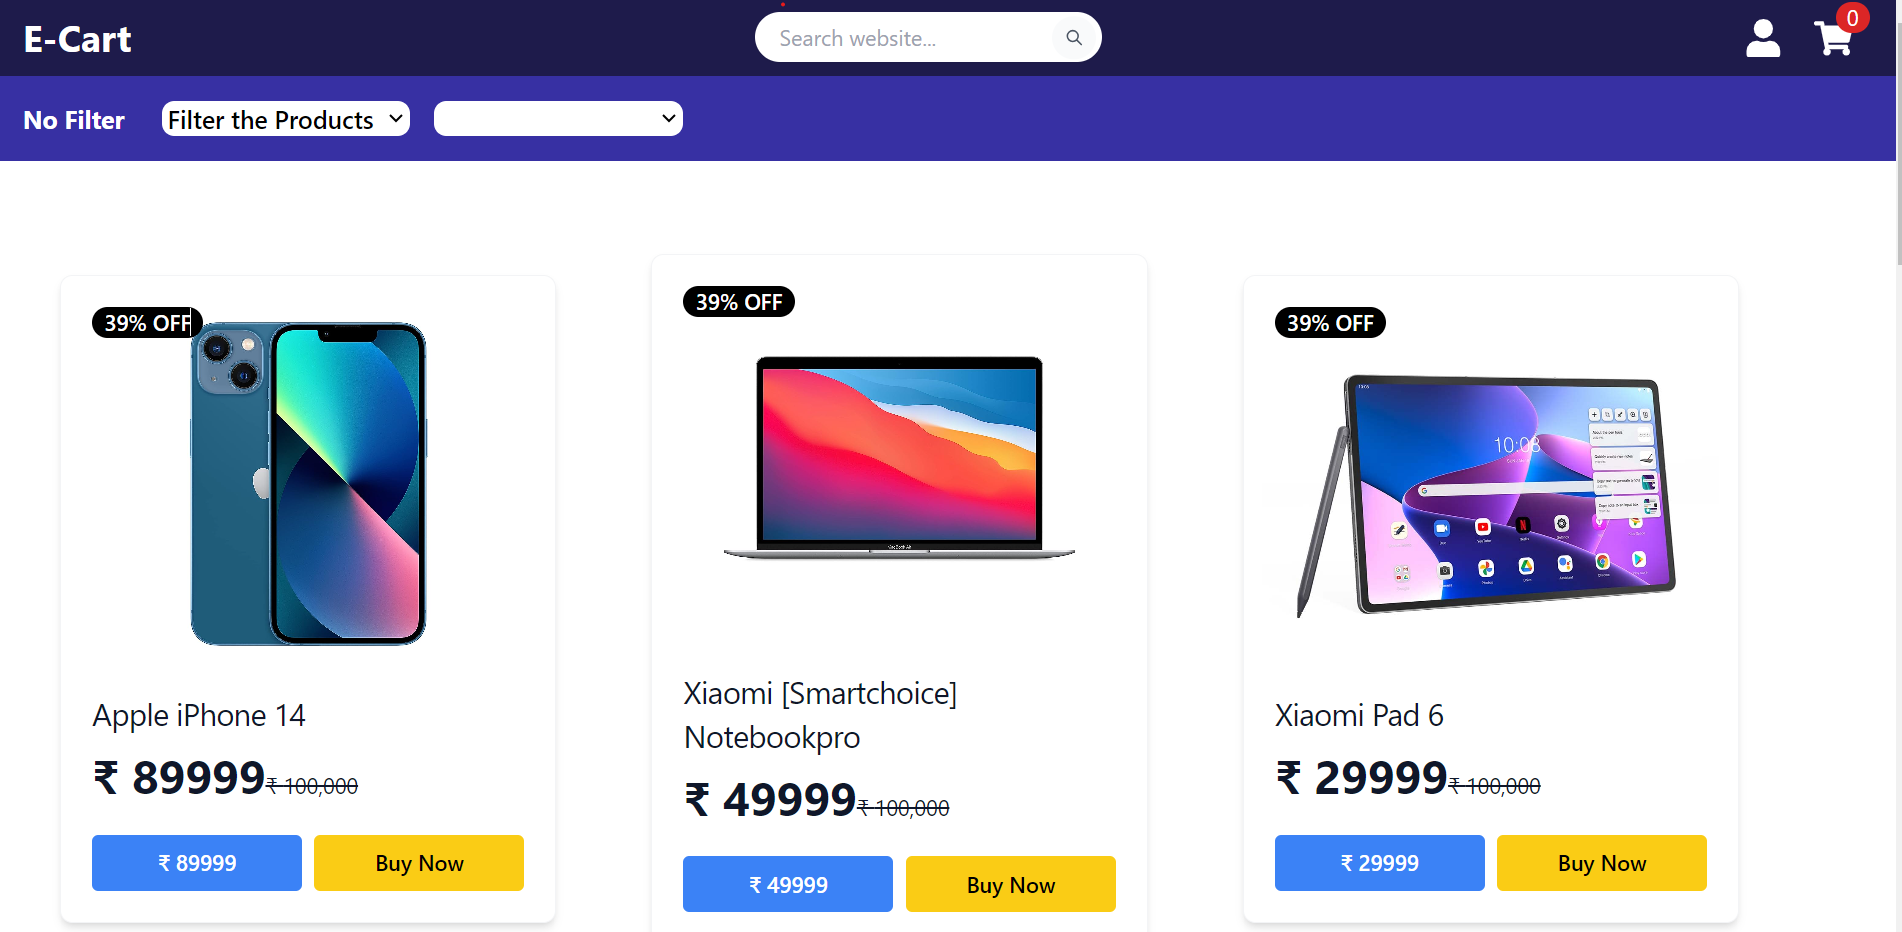 E-Cart
Search website...
0
No Filter
Filter the Products
39% OFF
Apple iPhone 14
₹ 89999 ₹ 100,000
₹ 89999
Buy Now
39% OFF
Xiaomi [Smartchoice]
Notebookpro
₹ 49999 ₹ 100,000
₹ 49999
Buy Now
39% OFF
10:08
Xiaomi Pad 6
₹ 29999 ₹ 100,000
₹ 29999
Buy Now